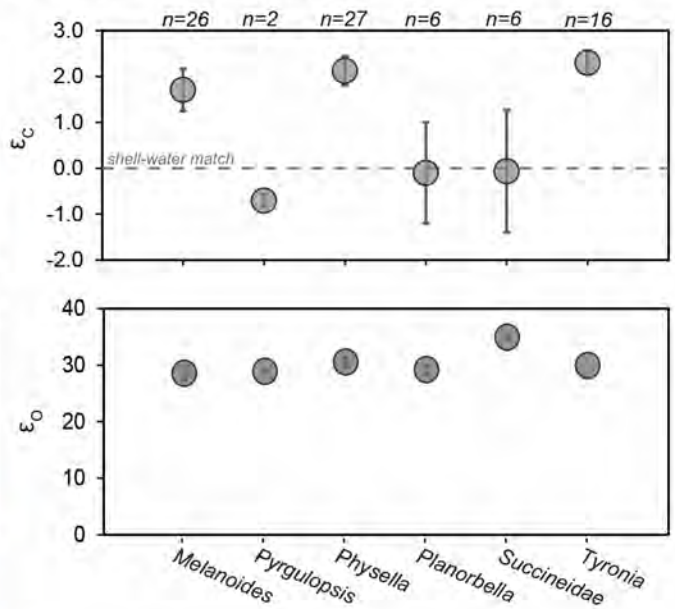 n=26 n=2 n=27 n=6 n=6 n=16
3.0
2.0
1.0
0.0
-1.0
-2.0
εC
shell-water match
40
30
20
10
0
εO
Melanoides Pyrgulopsis Physella Planorbella Succineidae Tyronia